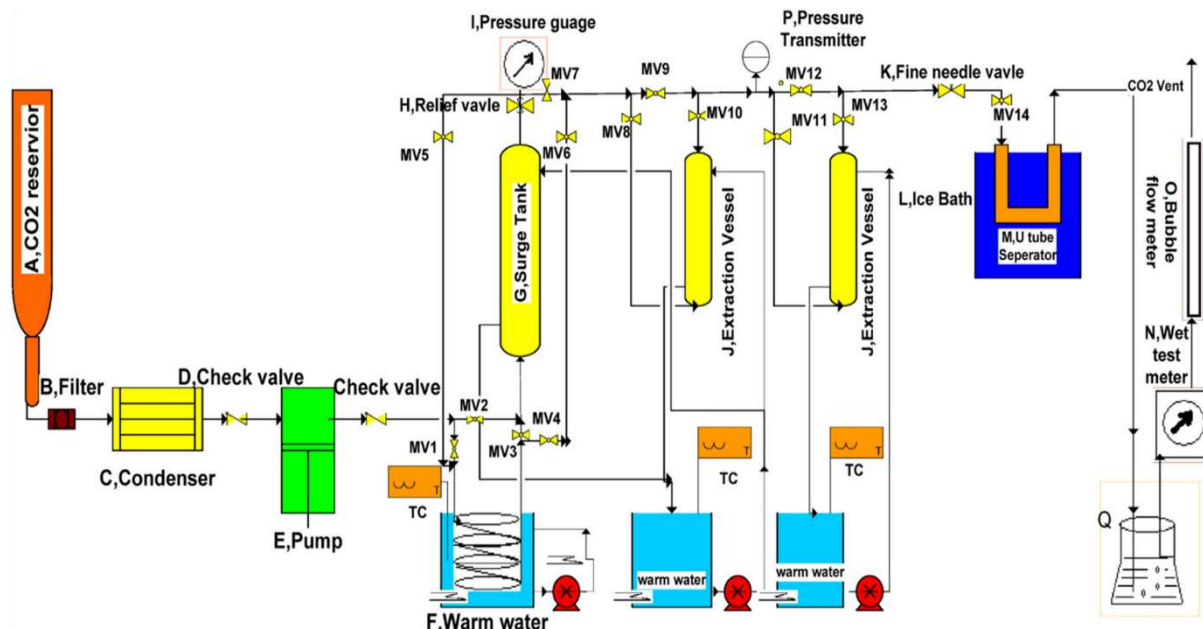 I,Pressure guage
P,Pressure
Transmitter
MV7
MV9
MV12
K,Fine needle vavle
CO2 Vent
H,Relief vavle
MV8
MV10
MV11
MV13
MV14
MV5
MV6
A,CO2 reservior
G,Surge Tank
J,Extraction Vessel
J,Extraction Vessel
L,Ice Bath
M,U tube
Seperator
O,Bubble
flow meter
N,Wet
test
meter
B,Filter
D,Check valve
Check valve
MV2
MV4
MV1
MV3
C,Condenser
E,Pump
T
TC
T
TC
T
TC
warm water
warm water
F,Warm water
Q